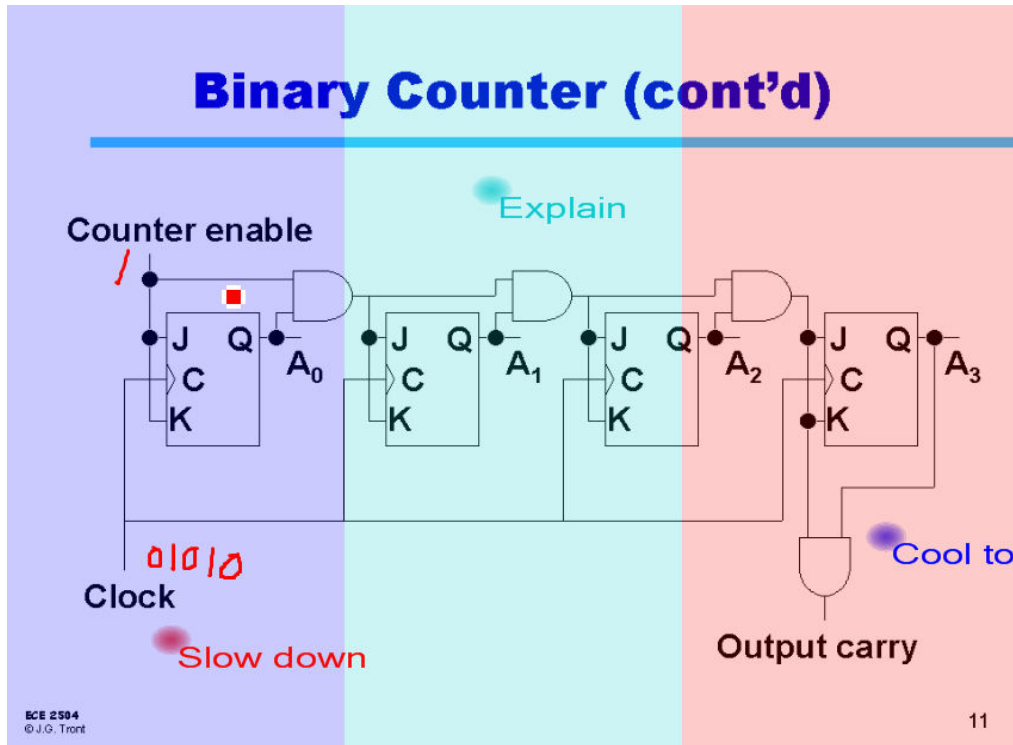 Binary Counter (cont’d)
Explain
Counter enable
1
J Q J Q J Q J Q
A0 A1 A2 A3
C C C C
K K K K
01010
Cool to
Clock
Output carry
Slow down
ECE 2504
© J.G. Tront
11